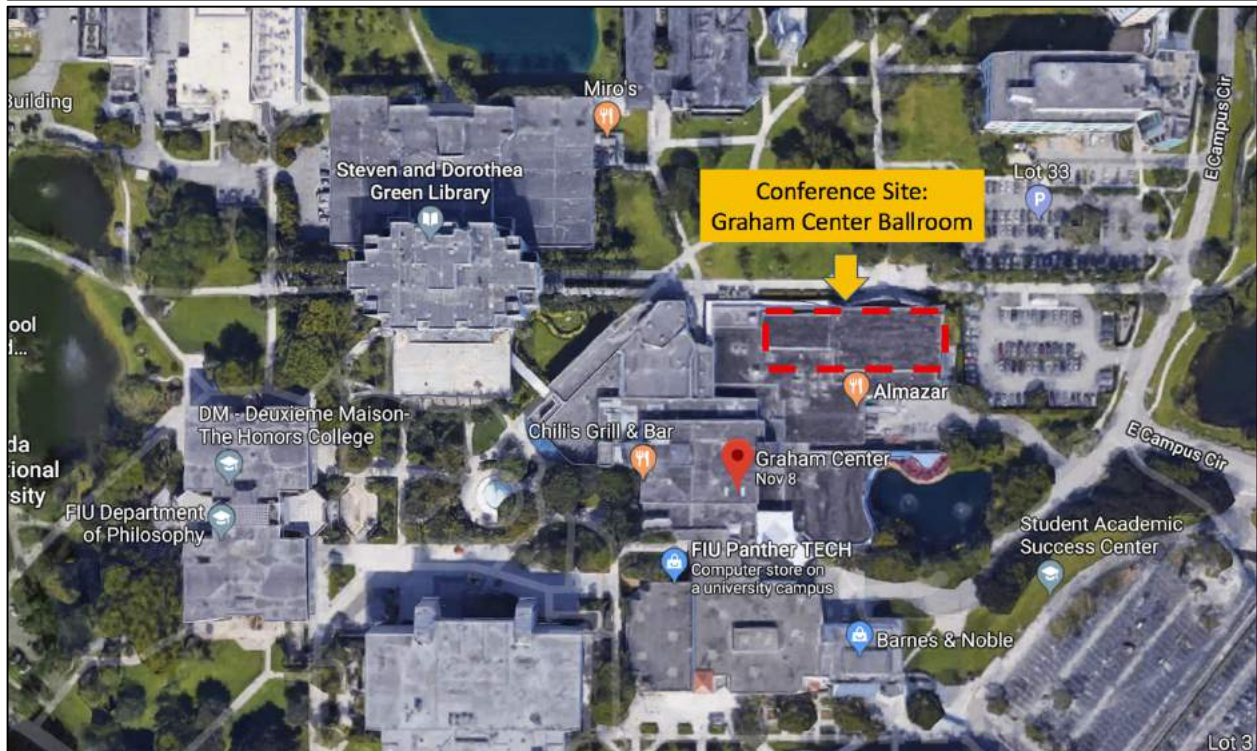 Building
Miro's
Steven and Dorothea
Green Library
Lot 33
E Campus Cir
Conference Site:
Graham Center Ballroom
ool
d...
Almazar
DM - Deuxieme Maison-
The Honors College
Chili's Grill & Bar
E Campus Cir
da
tional
sity
Graham Center
Nov 8
FIU Department
of Philosophy
Student Academic
Success Center
FIU Panther TECH
Computer store on
a university campus
Barnes & Noble
Lot 3
P